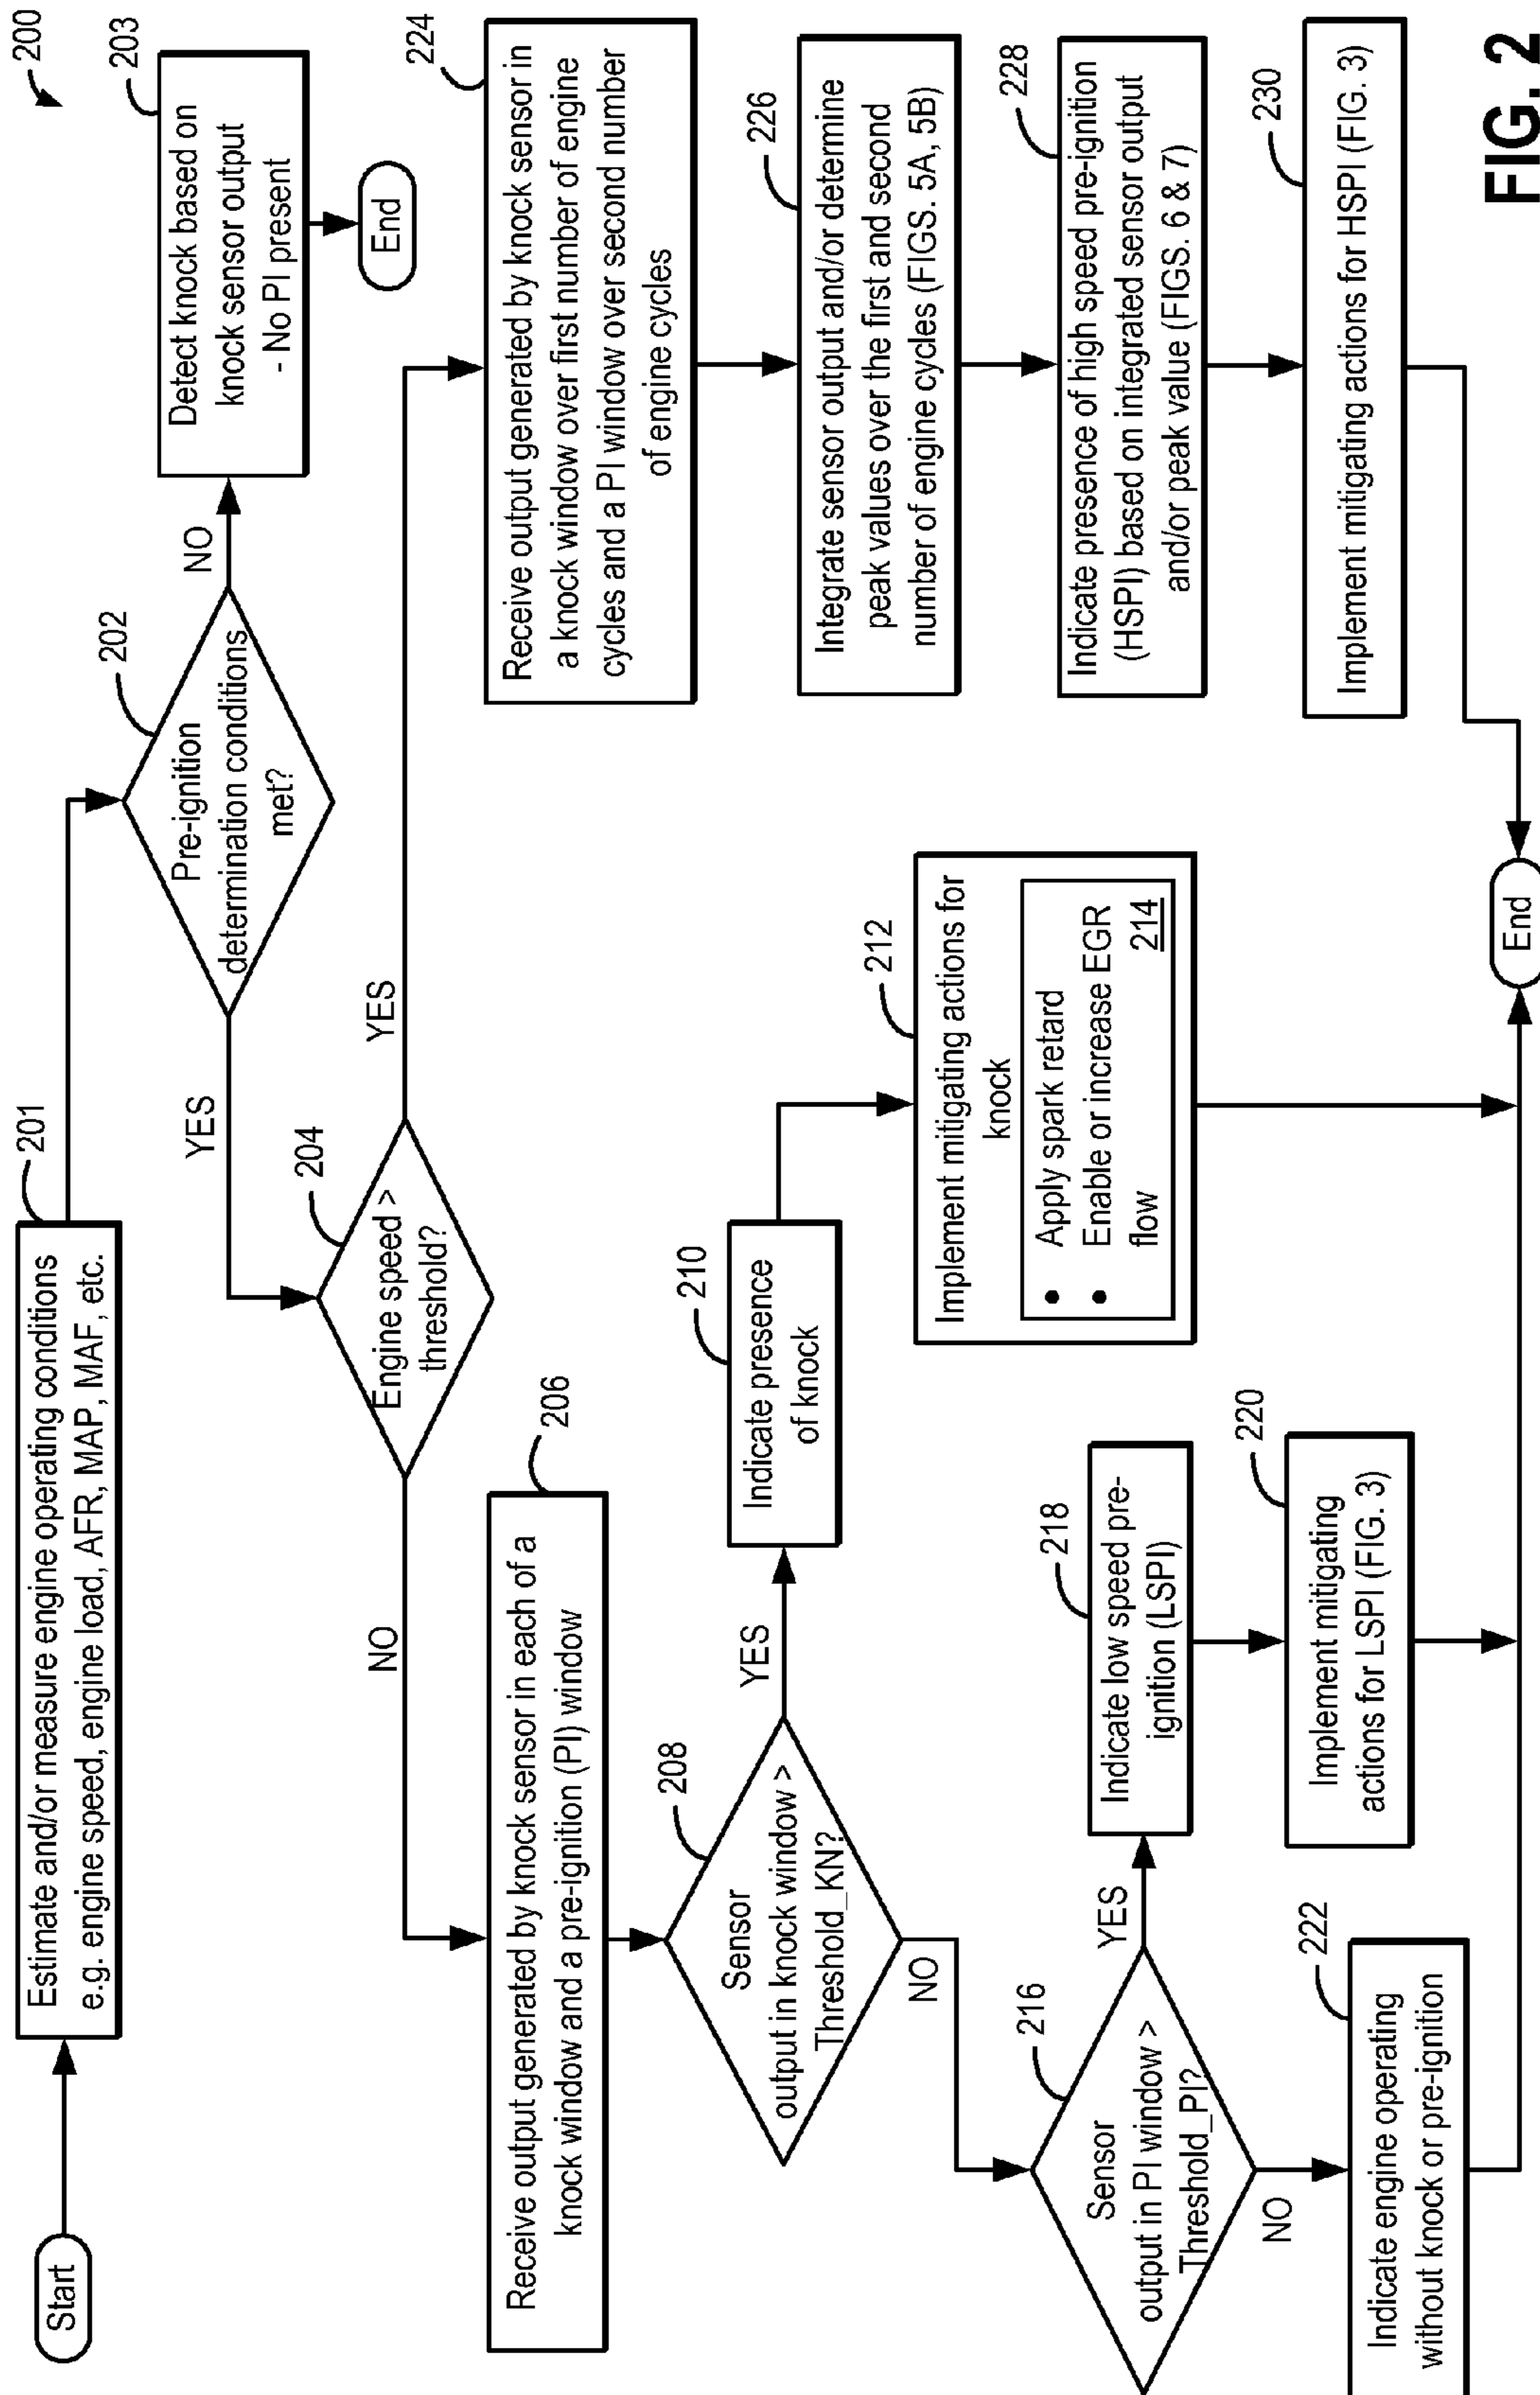 200
Start
Estimate and/or measure engine operating conditions
e.g. engine speed, engine load, AFR, MAP, MAF, etc.
201
Pre-ignition
determination conditions
met?
202
NO
Detect knock based on
knock sensor output
- No PI present
203
End
YES
Engine speed >
threshold?
204
NO
YES
Receive output generated by knock sensor in each of a
knock window and a pre-ignition (PI) window
206
Sensor
output in knock window >
Threshold_KN?
208
YES
Indicate presence
of knock
210
Implement mitigating actions for
knock
• Apply spark retard
• Enable or increase EGR
flow
214
212
NO
Sensor
output in PI window >
Threshold_PI?
216
YES
Indicate low speed pre-
ignition (LSPI)
218
Implement mitigating
actions for LSPI (FIG. 3)
220
NO
Indicate engine operating
without knock or pre-ignition
222
Receive output generated by knock sensor in
a knock window over first number of engine
cycles and a PI window over second number
of engine cycles
224
Integrate sensor output and/or determine
peak values over the first and second
number of engine cycles (FIGS. 5A, 5B)
226
Indicate presence of high speed pre-ignition
(HSPI) based on integrated sensor output
and/or peak value (FIGS. 6 & 7)
228
Implement mitigating actions for HSPI (FIG. 3)
230
End
FIG. 2